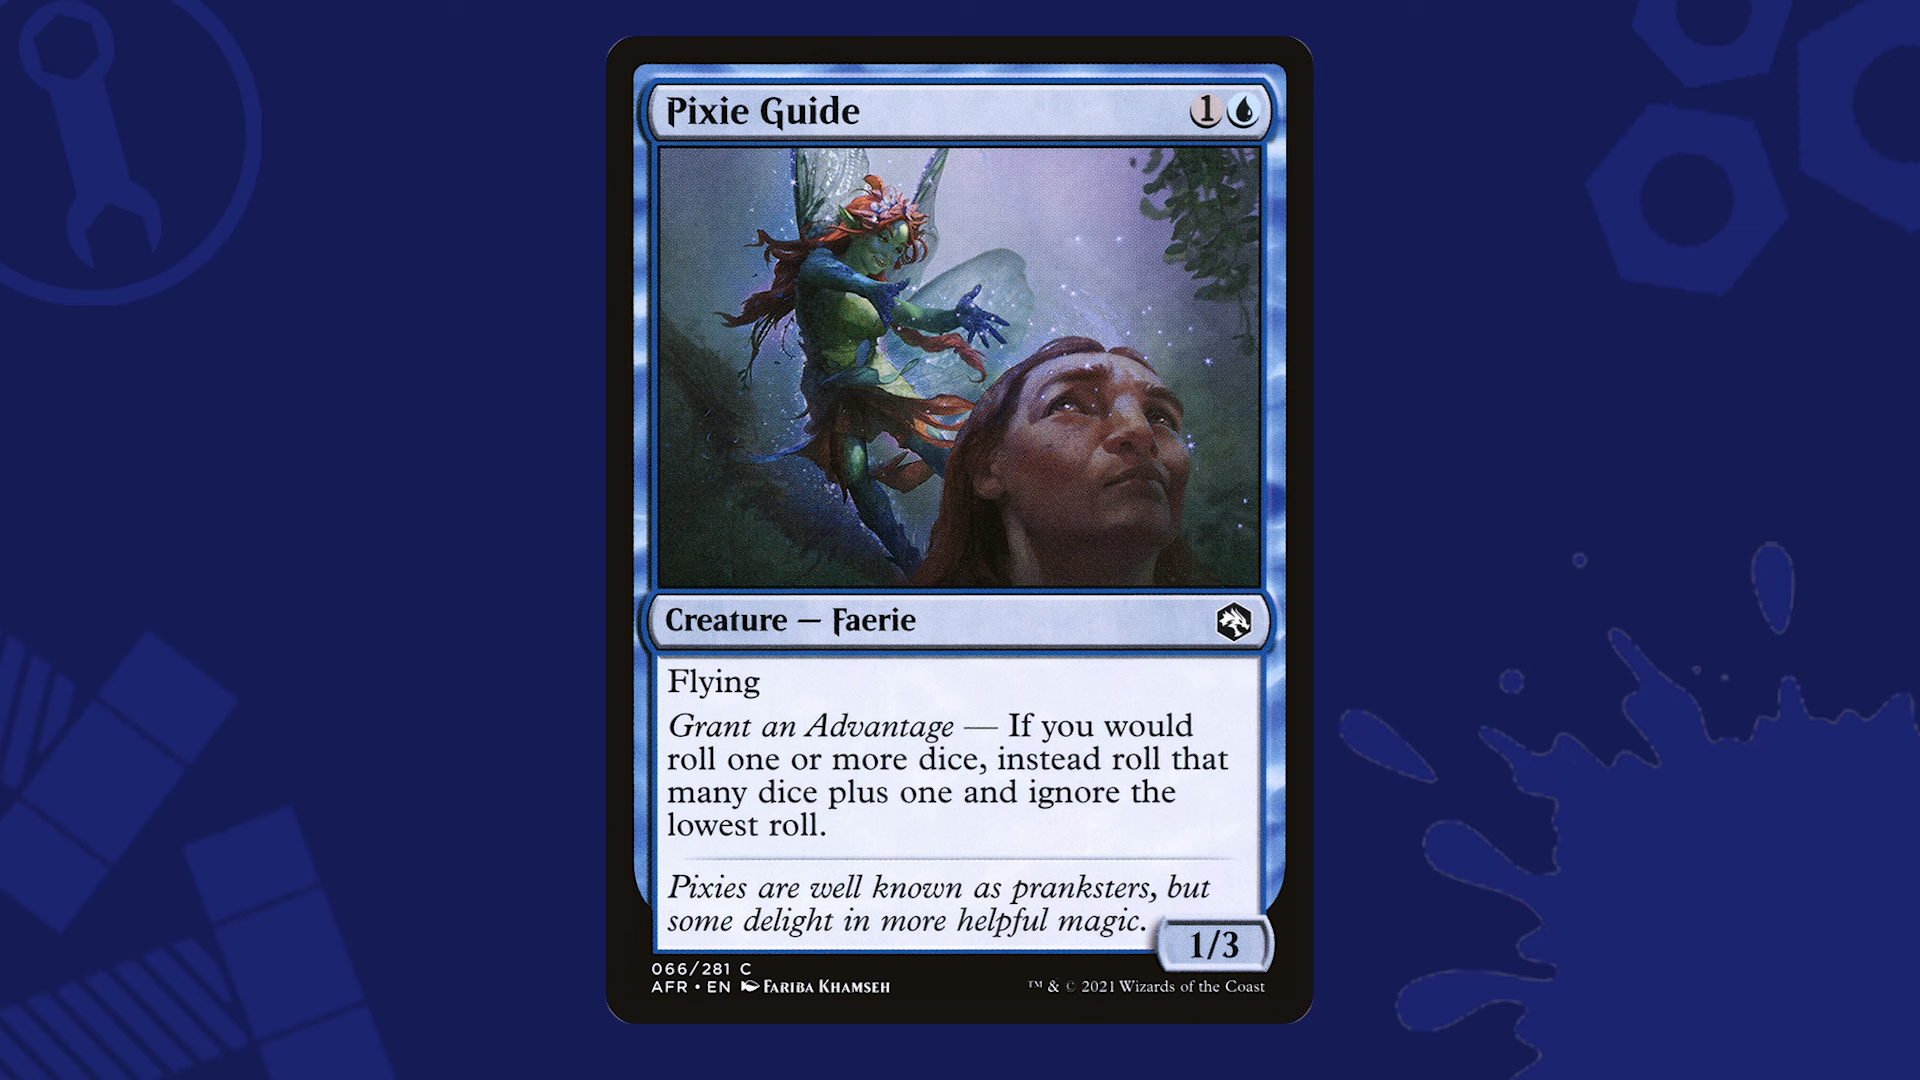 Pixie Guide
1
Creature — Faerie
Flying
Grant an Advantage — If you would
roll one or more dice, instead roll that
many dice plus one and ignore the
lowest roll.
Pixies are well known as pranksters, but
some delight in more helpful magic.
1/3
066/281 C
AFR • EN Fariba Khamseh
™ & © 2021 Wizards of the Coast